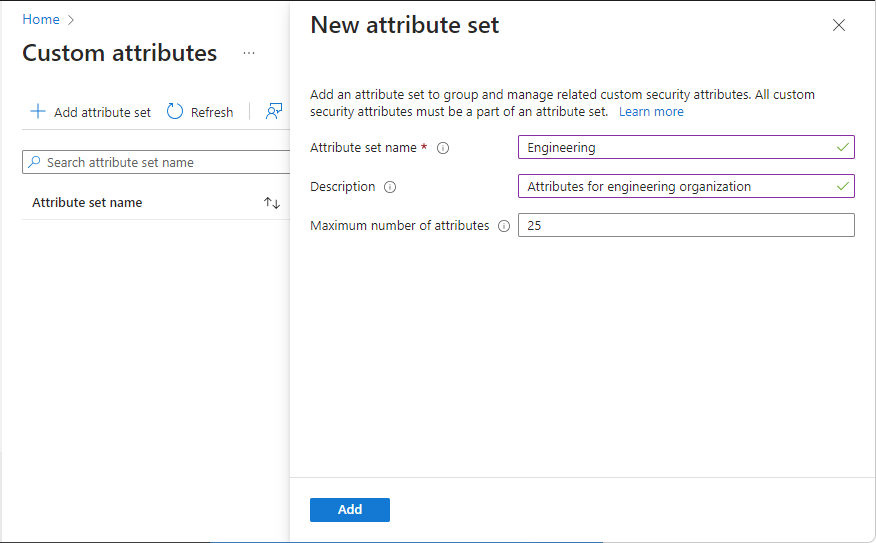 Home
Custom attributes
...
Add attribute set
Refresh
Search attribute set name
Attribute set name
New attribute set
Add an attribute set to group and manage related custom security attributes. All custom
security attributes must be a part of an attribute set. Learn more
Attribute set name *
Engineering
Description
Attributes for engineering organization
Maximum number of attributes
25
Add